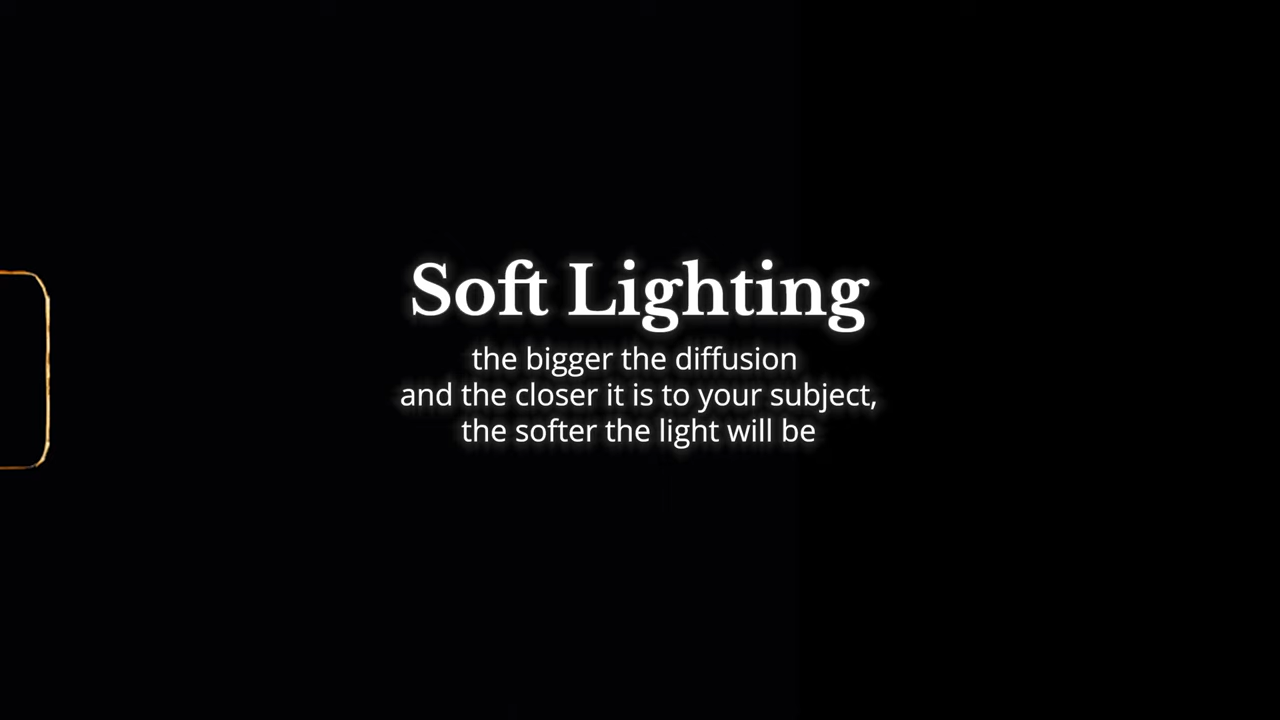 Soft Lighting
the bigger the diffusion
and the closer it is to your subject,
the softer the light will be